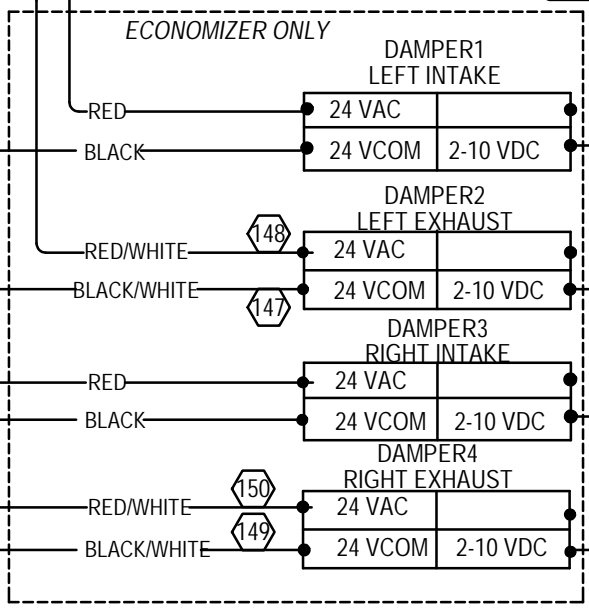 ECONOMIZER ONLY
DAMPER1
LEFT INTAKE
RED 24 VAC
BLACK 24 VCOM 2-10 VDC
DAMPER2
LEFT EXHAUST
RED/WHITE 148 24 VAC
BLACK/WHITE 147 24 VCOM 2-10 VDC
DAMPER3
RIGHT INTAKE
RED 24 VAC
BLACK 24 VCOM 2-10 VDC
DAMPER4
RIGHT EXHAUST
RED/WHITE 150 24 VAC
BLACK/WHITE 149 24 VCOM 2-10 VDC